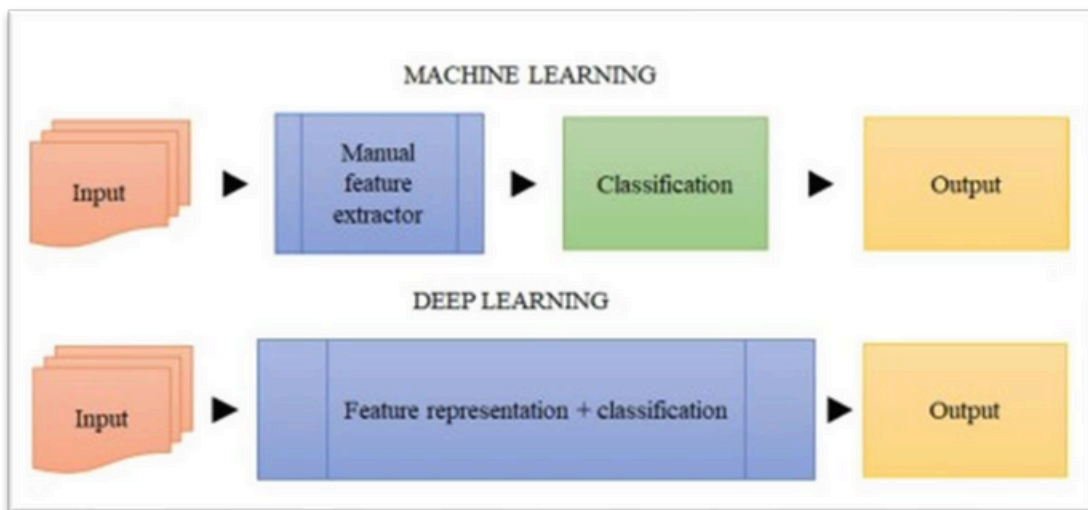 MACHINE LEARNING
Input
Manual
feature
extractor
Classification
Output
DEEP LEARNING
Input
Feature representation + classification
Output